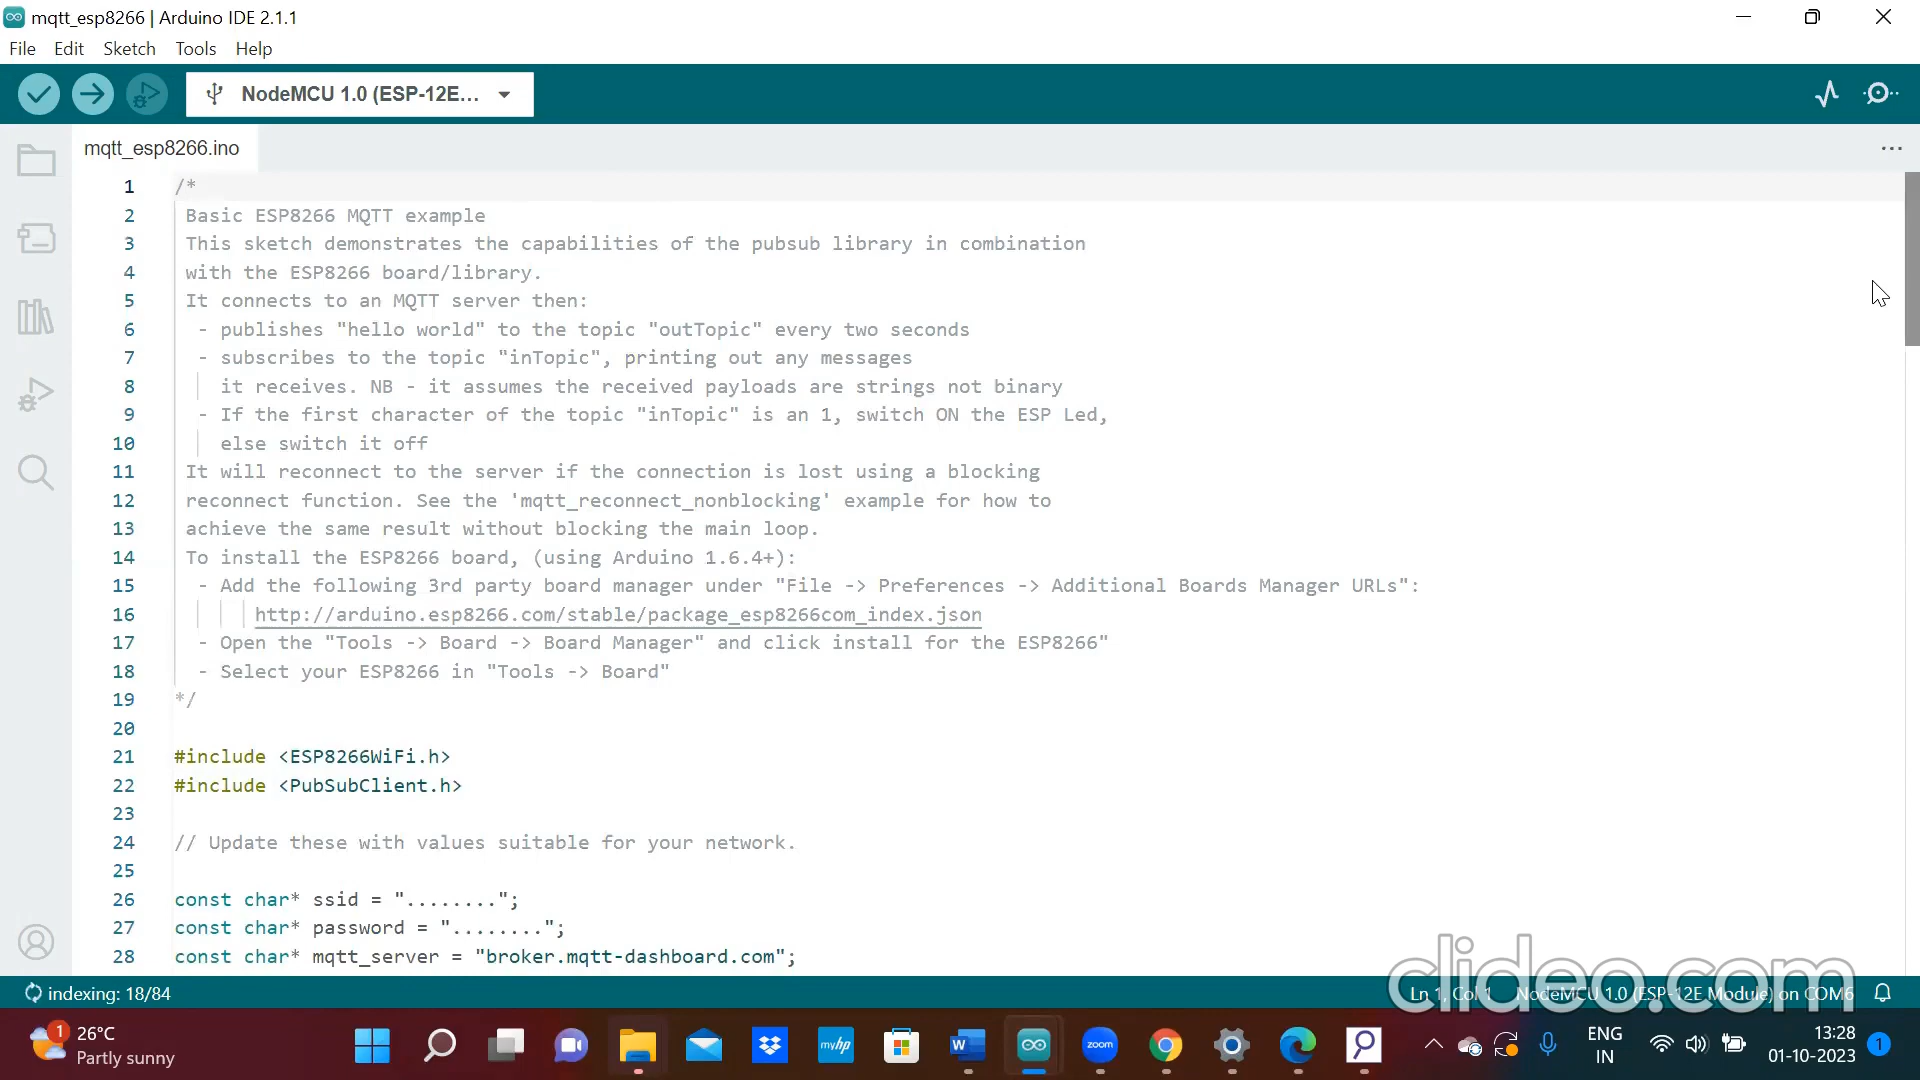 mqtt_esp8266 | Arduino IDE 2.1.1
File Edit Sketch Tools Help
NodeMCU 1.0 (ESP-12E...
mqtt_esp8266.ino
1 /*
2 Basic ESP8266 MQTT example
3 This sketch demonstrates the capabilities of the pubsub library in combination
4 with the ESP8266 board/library.
5 It connects to an MQTT server then:
6 - publishes "hello world" to the topic "outTopic" every two seconds
7 - subscribes to the topic "inTopic", printing out any messages
8 it receives. NB - it assumes the received payloads are strings not binary
9 - If the first character of the topic "inTopic" is an 1, switch ON the ESP Led,
10 else switch it off
11 It will reconnect to the server if the connection is lost using a blocking
12 reconnect function. See the 'mqtt_reconnect_nonblocking' example for how to
13 achieve the same result without blocking the main loop.
14 To install the ESP8266 board, (using Arduino 1.6.4+):
15 - Add the following 3rd party board manager under "File -> Preferences -> Additional Boards Manager URLs":
16 http://arduino.esp8266.com/stable/package_esp8266com_index.json
17 - Open the "Tools -> Board -> Board Manager" and click install for the ESP8266"
18 - Select your ESP8266 in "Tools -> Board"
19 */
20
21 #include <ESP8266WiFi.h>
22 #include <PubSubClient.h>
23
24 // Update these with values suitable for your network.
25
26 const char* ssid = "........";
27 const char* password = "........";
28 const char* mqtt_server = "broker.mqtt-dashboard.com";
clideo.com
indexing: 18/84
Ln 1, Col 1 NodeMCU 1.0 (ESP-12E Module) on COM6
1
26°C
Partly sunny
myhp
W
zoom
ENG
IN
13:28
01-10-2023
1